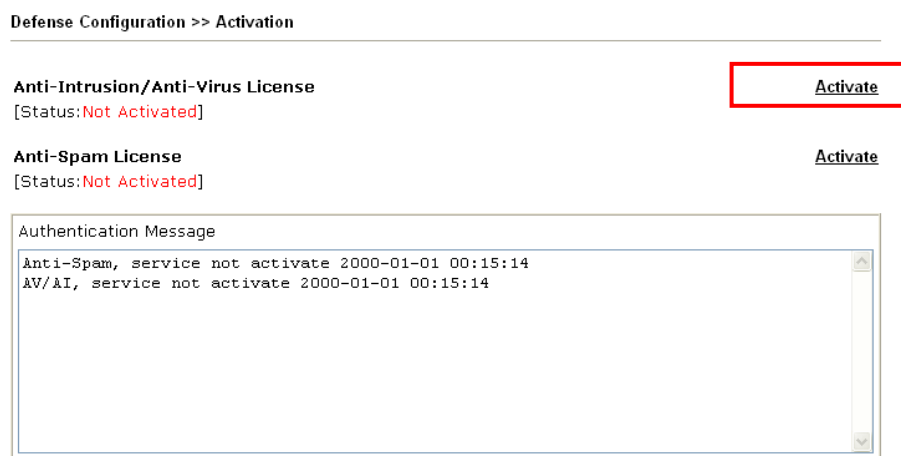 Defense Configuration >> Activation
Anti-Intrusion/Anti-Virus License Activate
[Status:Not Activated]
Anti-Spam License Activate
[Status:Not Activated]
Authentication Message
Anti-Spam, service not activate 2000-01-01 00:15:14
AV/AI, service not activate 2000-01-01 00:15:14